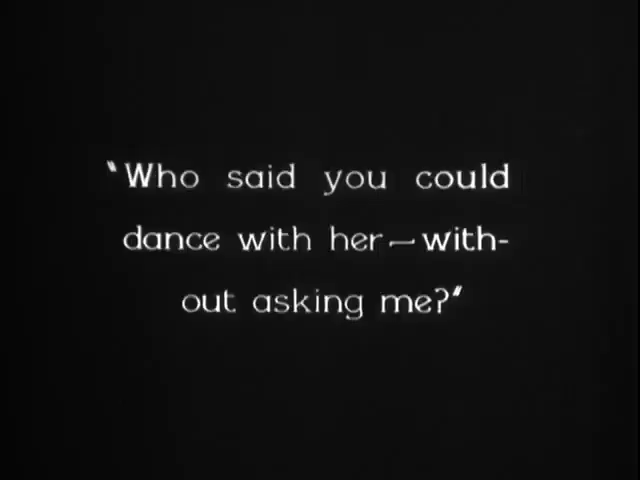 "Who said you could
dance with her—with-
out asking me?"